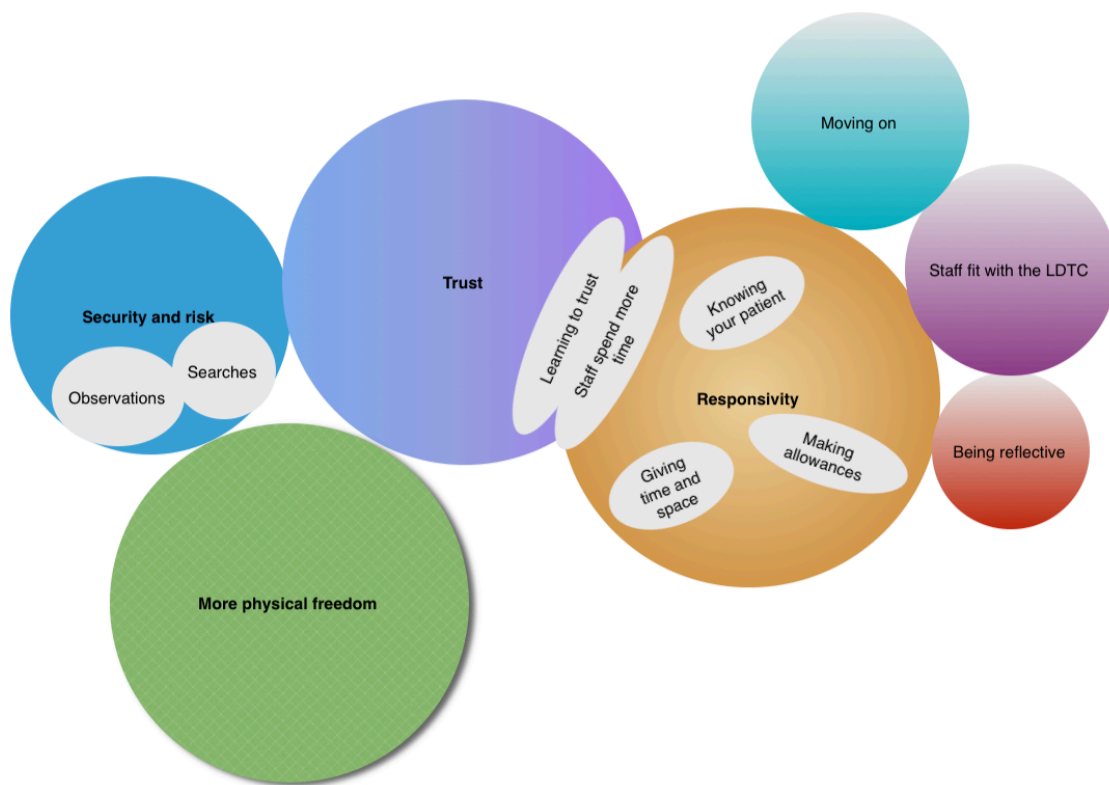 Moving on
Staff fit with the LDTC
Trust
Security and risk
Searches
Observations
Learning to trust
Staff spend more
time
Knowing
your patient
Responsivity
Making
allowances
Giving
time and
space
Being reflective
More physical freedom